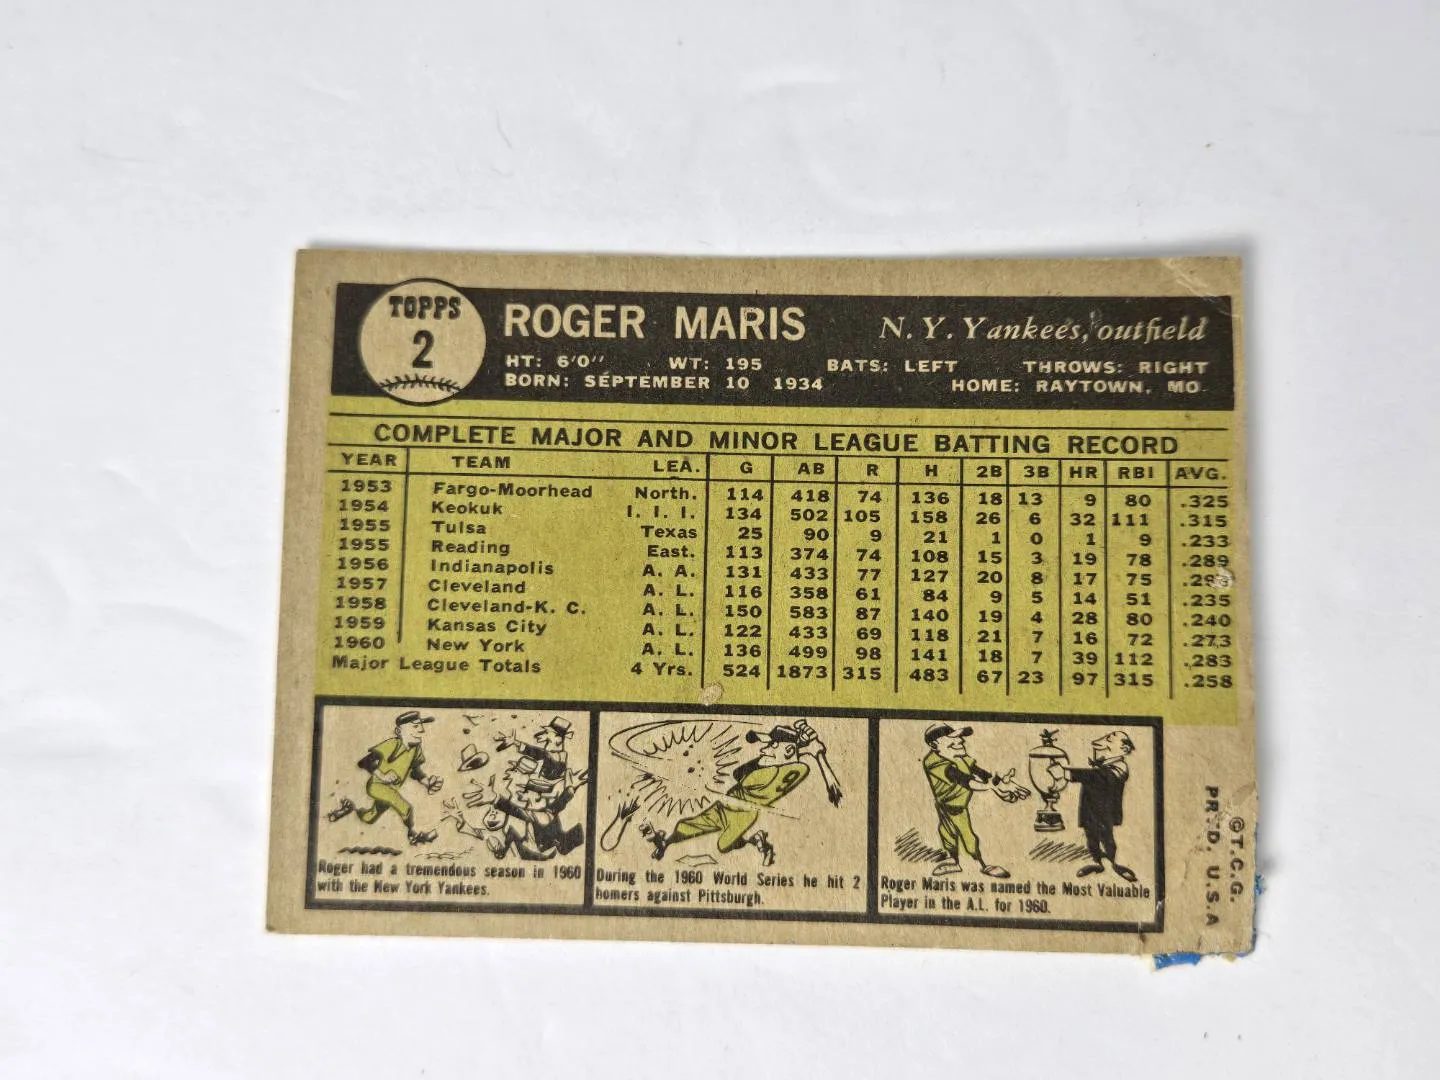 TOPPS
2
ROGER MARIS N. Y. Yankees, outfield
HT: 6'0" WT: 195 BATS: LEFT THROWS: RIGHT
BORN: SEPTEMBER 10 1934 HOME: RAYTOWN, MO.
COMPLETE MAJOR AND MINOR LEAGUE BATTING RECORD
YEAR TEAM LEA. G AB R H 2B 3B HR RBI AVG.
1953 Fargo-Moorhead North. 114 418 74 136 18 13 9 80 .325
1954 Keokuk I. I. I. 134 502 105 158 26 6 32 111 .315
1955 Tulsa Texas 25 90 9 21 1 0 1 9 .233
1955 Reading East. 113 374 74 108 15 3 19 78 .289
1956 Indianapolis A. A. 131 433 77 127 20 8 17 75
1957 Cleveland A. L. 116 358 61 84 9 5 14 51 .235
1958 Cleveland-K. C. A. L. 150 583 87 140 19 4 28 80 .240
1959 Kansas City A. L. 122 433 69 118 21 7 16 72 .273
1960 New York A. L. 136 499 98 141 18 7 39 112 .283
Major League Totals 4 Yrs. 524 1873 315 483 67 23 97 315 .258
Roger had a tremendous season in 1960
with the New York Yankees.
9
During the 1960 World Series he hit 2
homers against Pittsburgh.
Roger Maris was named the Most Valuable
Player in the A.L. for 1960.
©T.C.G.
PRT'D. U.S.A